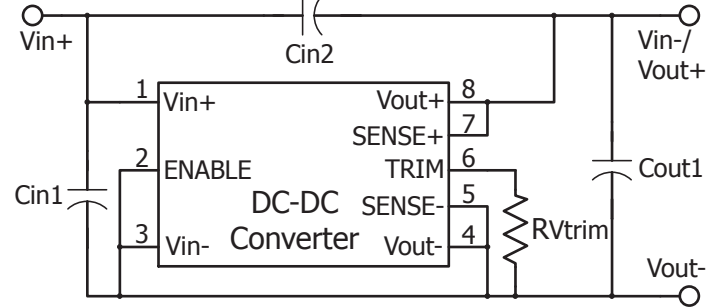 Vin+
Cin2
Vin-/
Vout+
1
Vin+
Vout+
8
SENSE+
7
2
ENABLE
TRIM
6
Cin1
DC-DC
Converter
SENSE-
5
RVtrim
Cout1
3
Vin-
Vout-
4
Vout-